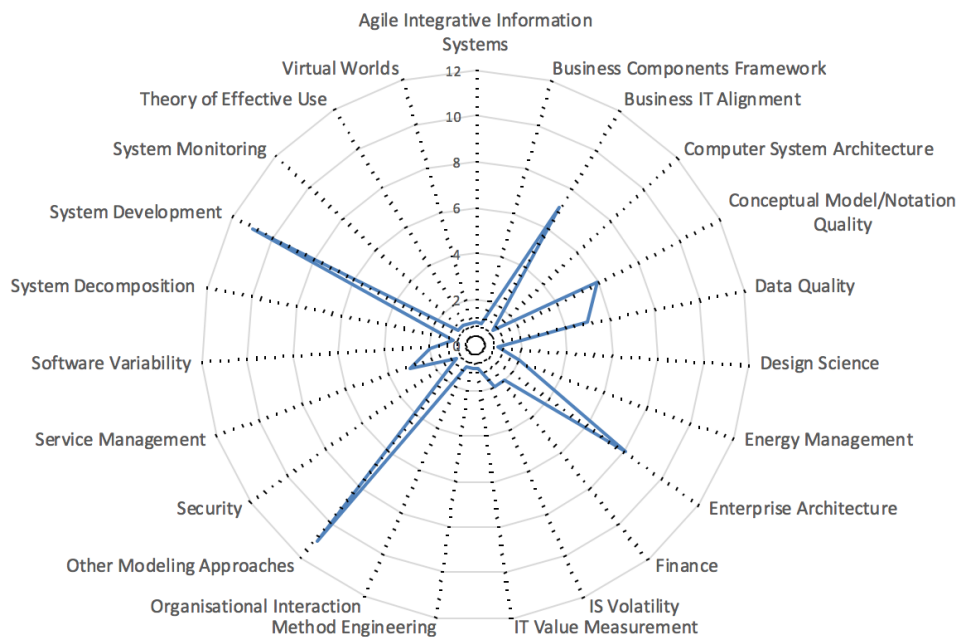 Agile Integrative Information
Systems
Virtual Worlds
Business Components Framework
Theory of Effective Use
Business IT Alignment
System Monitoring
Computer System Architecture
System Development
Conceptual Model/Notation
Quality
System Decomposition
Data Quality
Software Variability
Design Science
Service Management
Energy Management
Security
Enterprise Architecture
Other Modeling Approaches
Finance
Organisational Interaction
IS Volatility
Method Engineering
IT Value Measurement
12
10
8
6
4
2
0